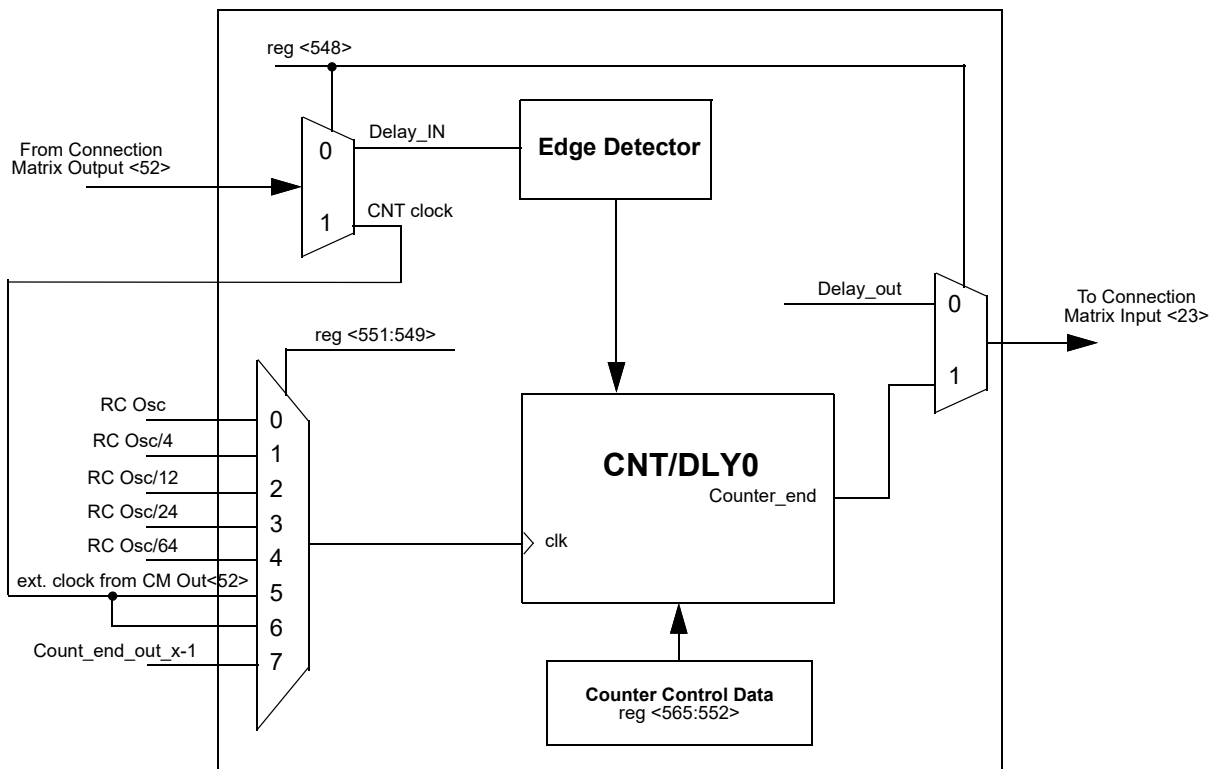 reg <548>
From Connection
Matrix Output <52>
0
1
Delay_IN
CNT clock
Edge Detector
Delay_out
0
1
To Connection
Matrix Input <23>
reg <551:549>
RC Osc
RC Osc/4
RC Osc/12
RC Osc/24
RC Osc/64
ext. clock from CM Out<52>
Count_end_out_x-1
0
1
2
3
4
5
6
7
CNT/DLY0
Counter_end
clk
Counter Control Data
reg <565:552>